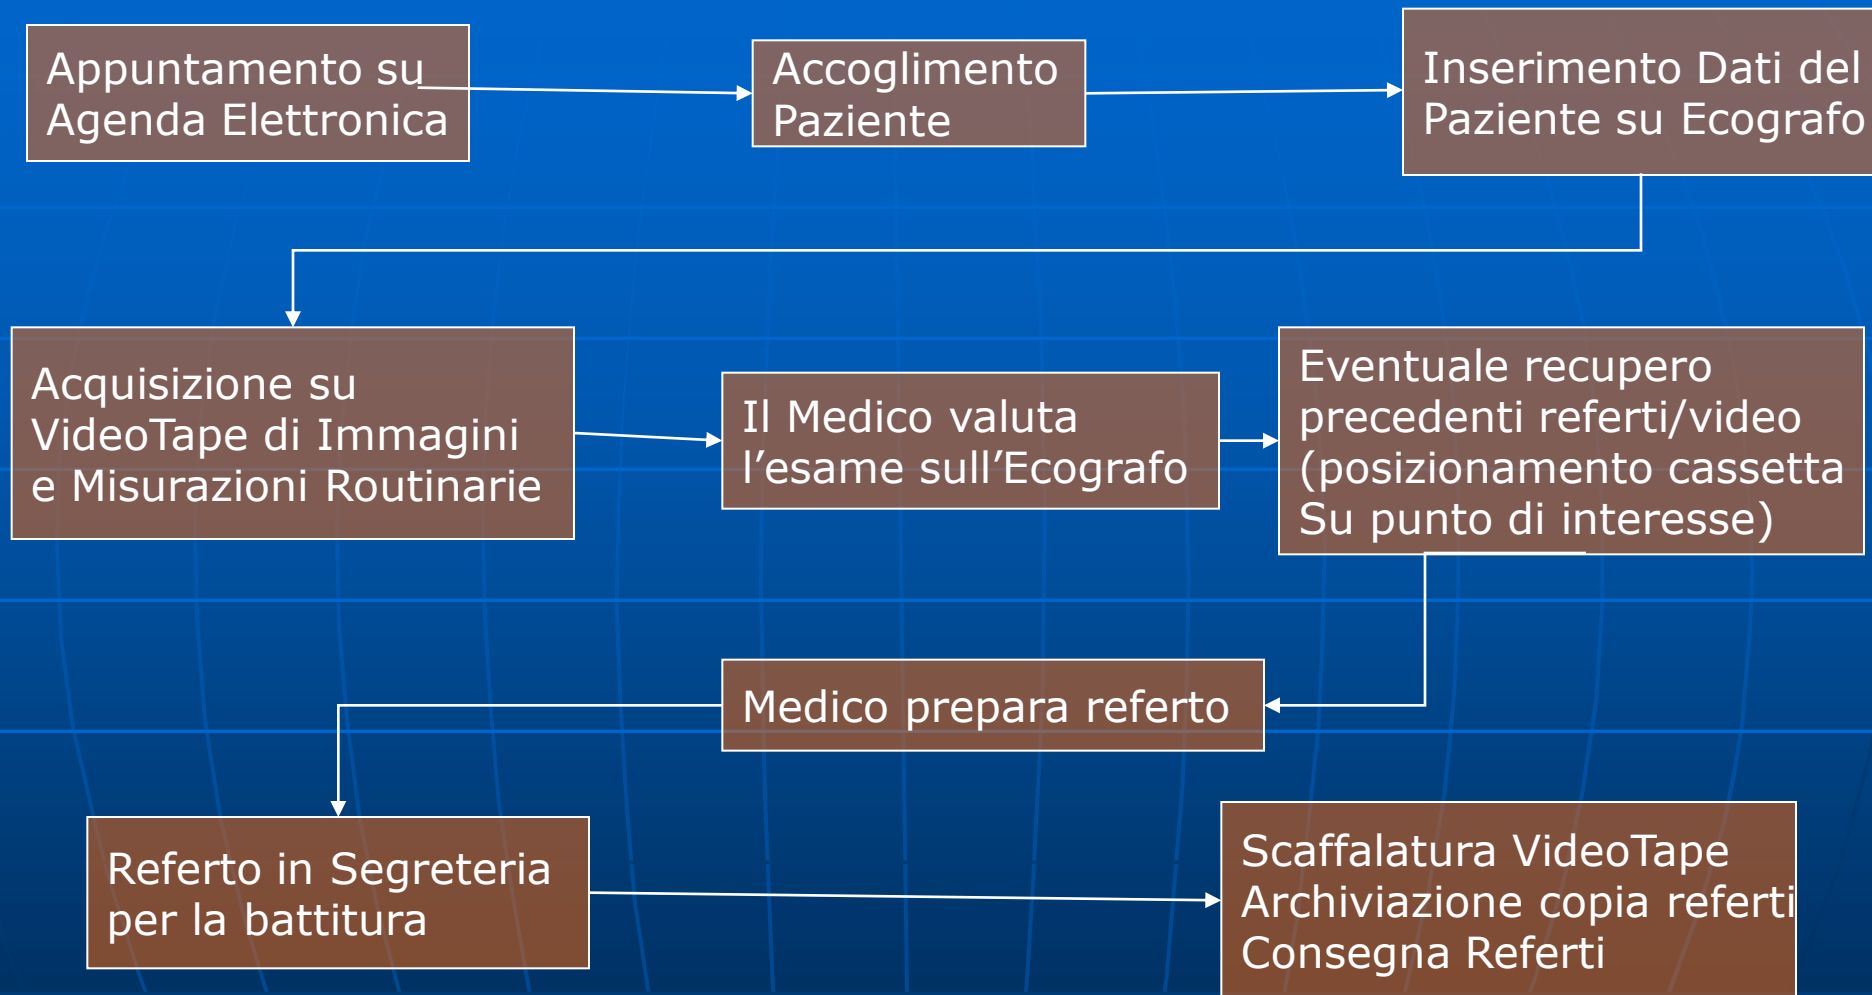 Appuntamento su
Agenda Elettronica
Accoglimento
Paziente
Inserimento Dati del
Paziente su Ecografo
Acquisizione su
VideoTape di Immagini
e Misurazioni Routinarie
Il Medico valuta
l’esame sull’Ecografo
Eventuale recupero
precedenti referti/video
(posizionamento cassetta
Su punto di interesse)
Medico prepara referto
Referto in Segreteria
per la battitura
Scaffalatura VideoTape
Archiviazione copia referti
Consegna Referti